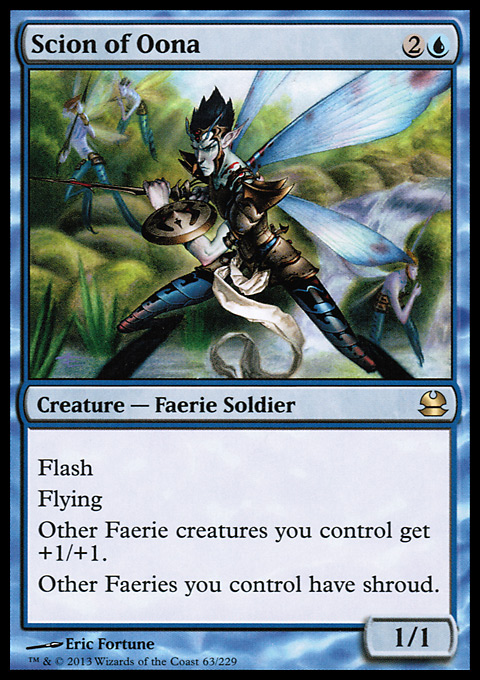 Scion of Oona 2
Creature — Faerie Soldier
Flash
Flying
Other Faerie creatures you control get
+1/+1.
Other Faeries you control have shroud.
1/1
Eric Fortune
™ & © 2013 Wizards of the Coast 63/229